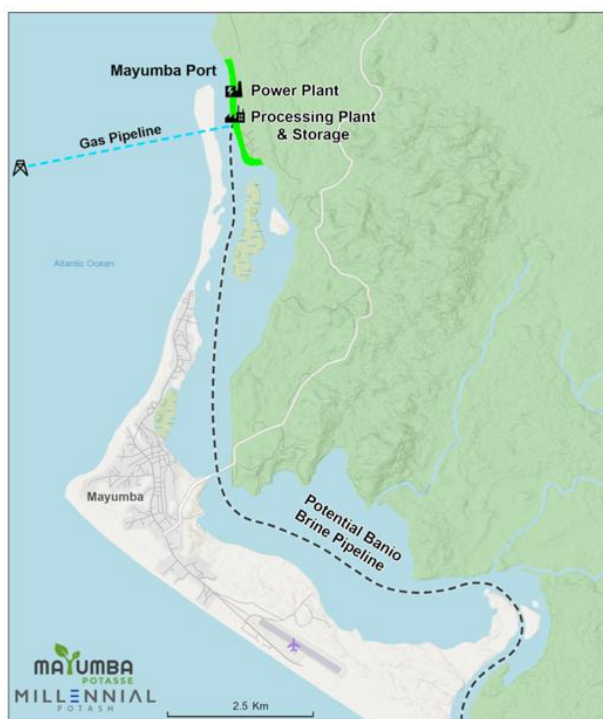 Mayumba Port
Power Plant
Processing Plant
& Storage
Gas Pipeline
Atlantic Ocean
Mayumba
Potential Banio
Brine Pipeline
MAYUMBA
POTASSE
MILLENNIAL
POTASH
2.5 Km